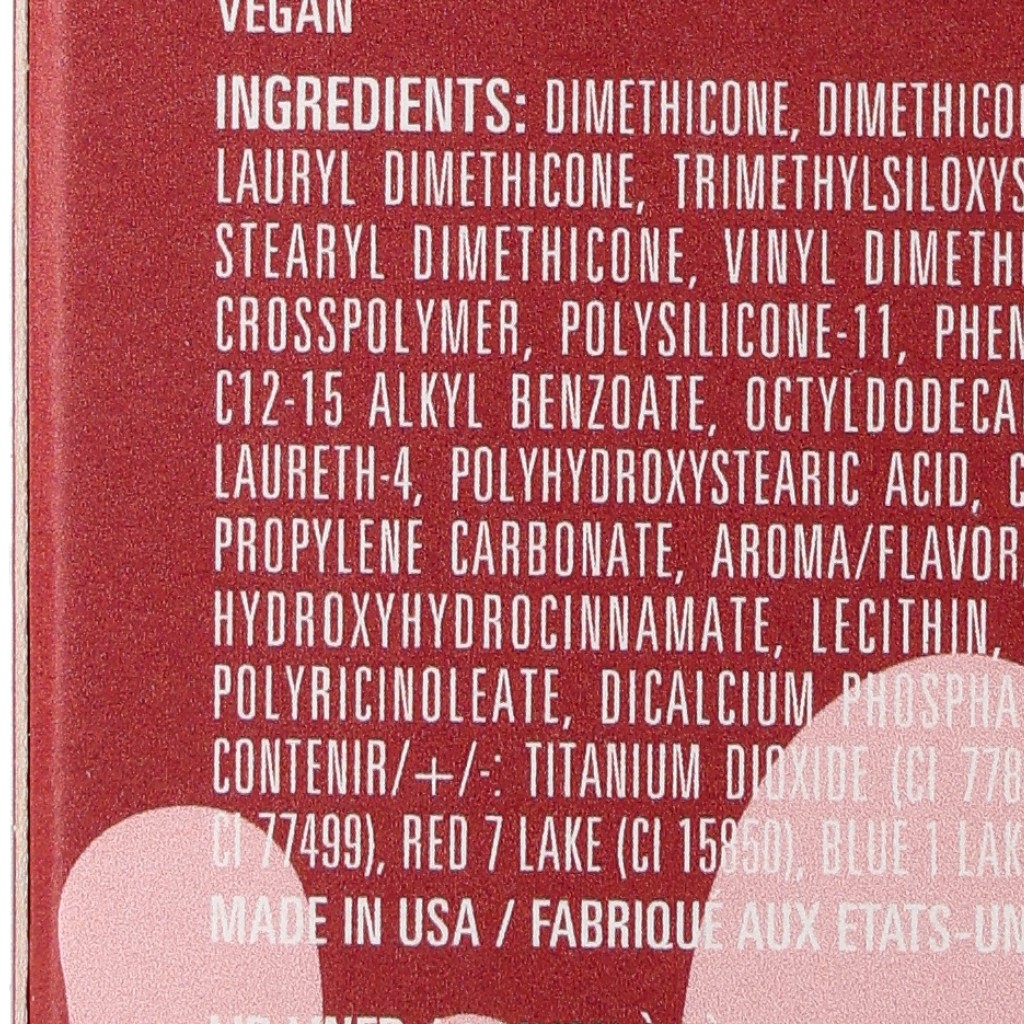 VEGAN
INGREDIENTS: DIMETHICONE, DIMETHICO
LAURYL DIMETHICONE, TRIMETHYLSILOXYS
STEARYL DIMETHICONE, VINYL DIMETH
CROSSPOLYMER, POLYSILICONE-11, PHEN
C12-15 ALKYL BENZOATE, OCTYLDODECA
LAURETH-4, POLYHYDROXYSTEARIC ACID, C
PROPYLENE CARBONATE, AROMA/FLAVOR
HYDROXYHYDROCINNAMATE, LECITHIN,
POLYRICINOLEATE, DICALCIUM PHOSPHA
CONTENIR/+/-: TITANIUM DIOXIDE (CI 778
CI 77499), RED 7 LAKE (CI 15850), BLUE 1 LAK
MADE IN USA / FABRIQUÉ AUX ETATS-UN